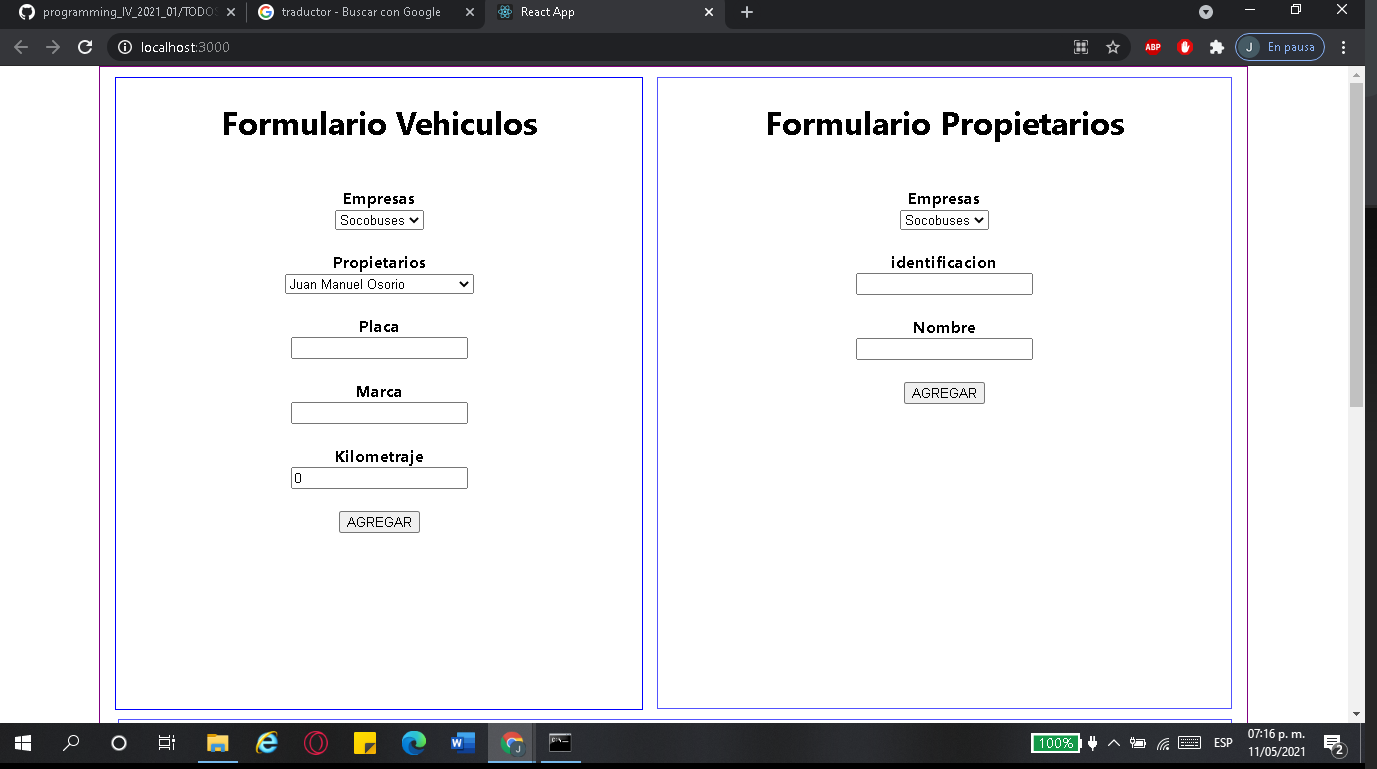 programming_IV_2021_01/TODOS
traductor - Buscar con Google
React App
localhost:3000
ABP
J
En pausa
Formulario Vehiculos
Empresas
Socobuses
Propietarios
Juan Manuel Osorio
Placa
Marca
Kilometraje
0
AGREGAR
Formulario Propietarios
Empresas
Socobuses
identificacion
Nombre
AGREGAR
100%
ESP
07:16 p. m.
11/05/2021
2